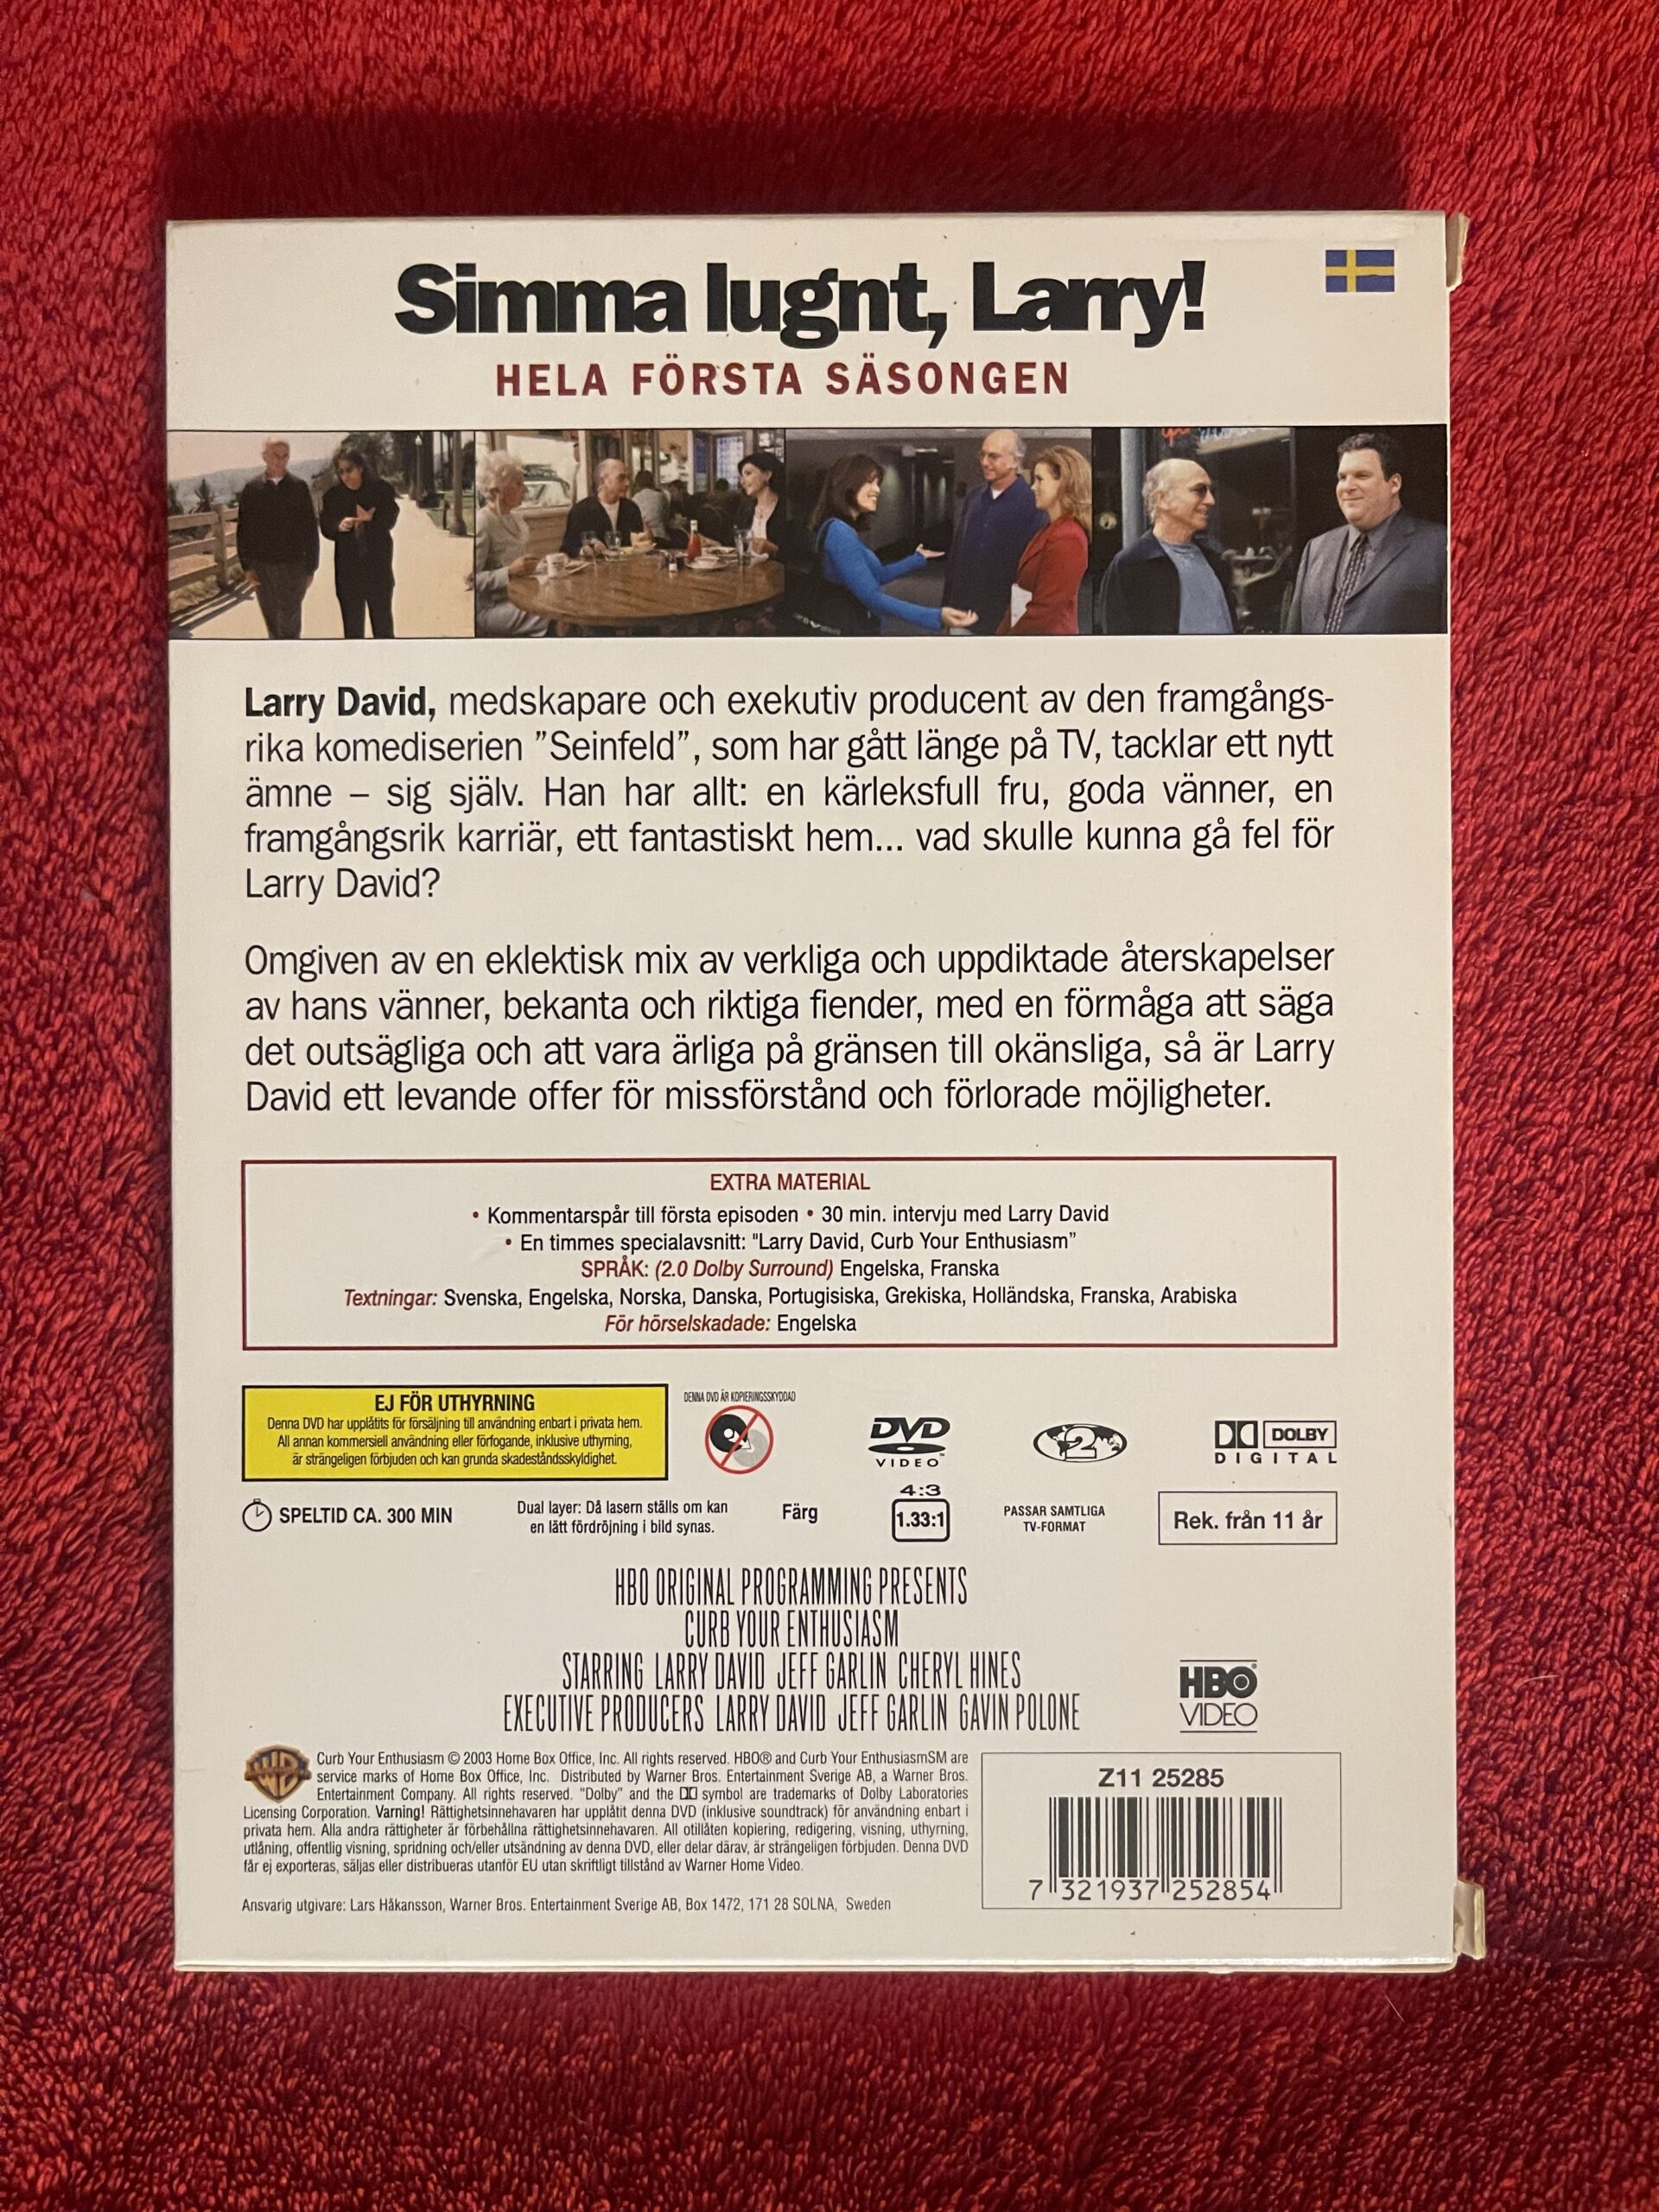 Simma lugnt, Larry!
HELA FÖRSTA SÄSONGEN
Larry David, medskapare och exekutiv producent av den framgångs-
rika komediserien ”Seinfeld”, som har gått länge på TV, tacklar ett nytt
ämne – sig själv. Han har allt: en kärleksfull fru, goda vänner, en
framgångsrik karriär, ett fantastiskt hem... vad skulle kunna gå fel för
Larry David?
Omgiven av en eklektisk mix av verkliga och uppdiktade återskapelser
av hans vänner, bekanta och riktiga fiender, med en förmåga att säga
det outsägliga och att vara ärliga på gränsen till okänsliga, så är Larry
David ett levande offer för missförstånd och förlorade möjligheter.
EXTRA MATERIAL
• Kommentarspår till första episoden • 30 min. intervju med Larry David
• En timmes specialavsnitt: "Larry David, Curb Your Enthusiasm”
SPRÅK: (2.0 Dolby Surround) Engelska, Franska
Textningar: Svenska, Engelska, Norska, Danska, Portugisiska, Grekiska, Holländska, Franska, Arabiska
För hörselskadade: Engelska
EJ FÖR UTHYRNING
Denna DVD har upplåtits för försäljning till användning enbart i privata hem.
All annan kommersiell användning eller förfogande, inklusive uthyrning,
är strängeligen förbjuden och kan grunda skadeståndsskyldighet.
DENNA DVD ÄR KOPIERINGSSKYDDAD
DVD
VIDEO™
2
DOLBY
DIGITAL
SPELTID CA. 300 MIN
Dual layer: Då lasern ställs om kan
en lätt fördröjning i bild synas.
Färg
4:3
1.33:1
PASSAR SAMTLIGA
TV-FORMAT
Rek. från 11 år
HBO ORIGINAL PROGRAMMING PRESENTS
CURB YOUR ENTHUSIASM
STARRING LARRY DAVID JEFF GARLIN CHERYL HINES
EXECUTIVE PRODUCERS LARRY DAVID JEFF GARLIN GAVIN POLONE
HBO®
VIDEO
WB
Curb Your Enthusiasm © 2003 Home Box Office, Inc. All rights reserved. HBO® and Curb Your EnthusiasmSM are
service marks of Home Box Office, Inc. Distributed by Warner Bros. Entertainment Sverige AB, a Warner Bros.
Entertainment Company. All rights reserved. "Dolby" and the symbol are trademarks of Dolby Laboratories
Licensing Corporation. Varning! Rättighetsinnehavaren har upplåtit denna DVD (inklusive soundtrack) för användning enbart i
privata hem. Alla andra rättigheter är förbehållna rättighetsinnehavaren. All otillåten kopiering, redigering, visning, uthyrning,
utlåning, offentlig visning, spridning och/eller utsändning av denna DVD, eller delar därav, är strängeligen förbjuden. Denna DVD
får ej exporteras, säljas eller distribueras utanför EU utan skriftligt tillstånd av Warner Home Video.
Ansvarig utgivare: Lars Håkansson, Warner Bros. Entertainment Sverige AB, Box 1472, 171 28 SOLNA, Sweden
Z11 25285
7 321937 252854